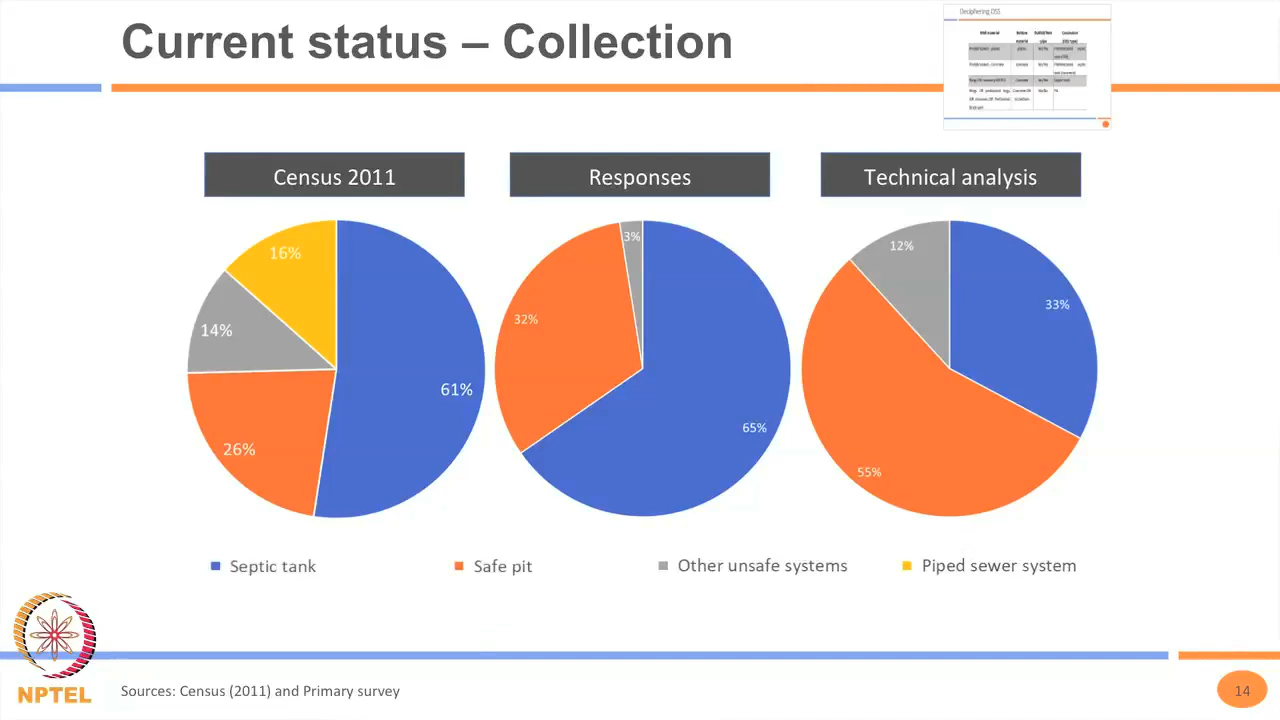 Current status – Collection
Deciphering OSS
Census 2011
Responses
Technical analysis
16%
14%
26%
61%
3%
32%
65%
12%
33%
55%
Septic tank
Safe pit
Other unsafe systems
Piped sewer system
NPTEL
Sources: Census (2011) and Primary survey
14